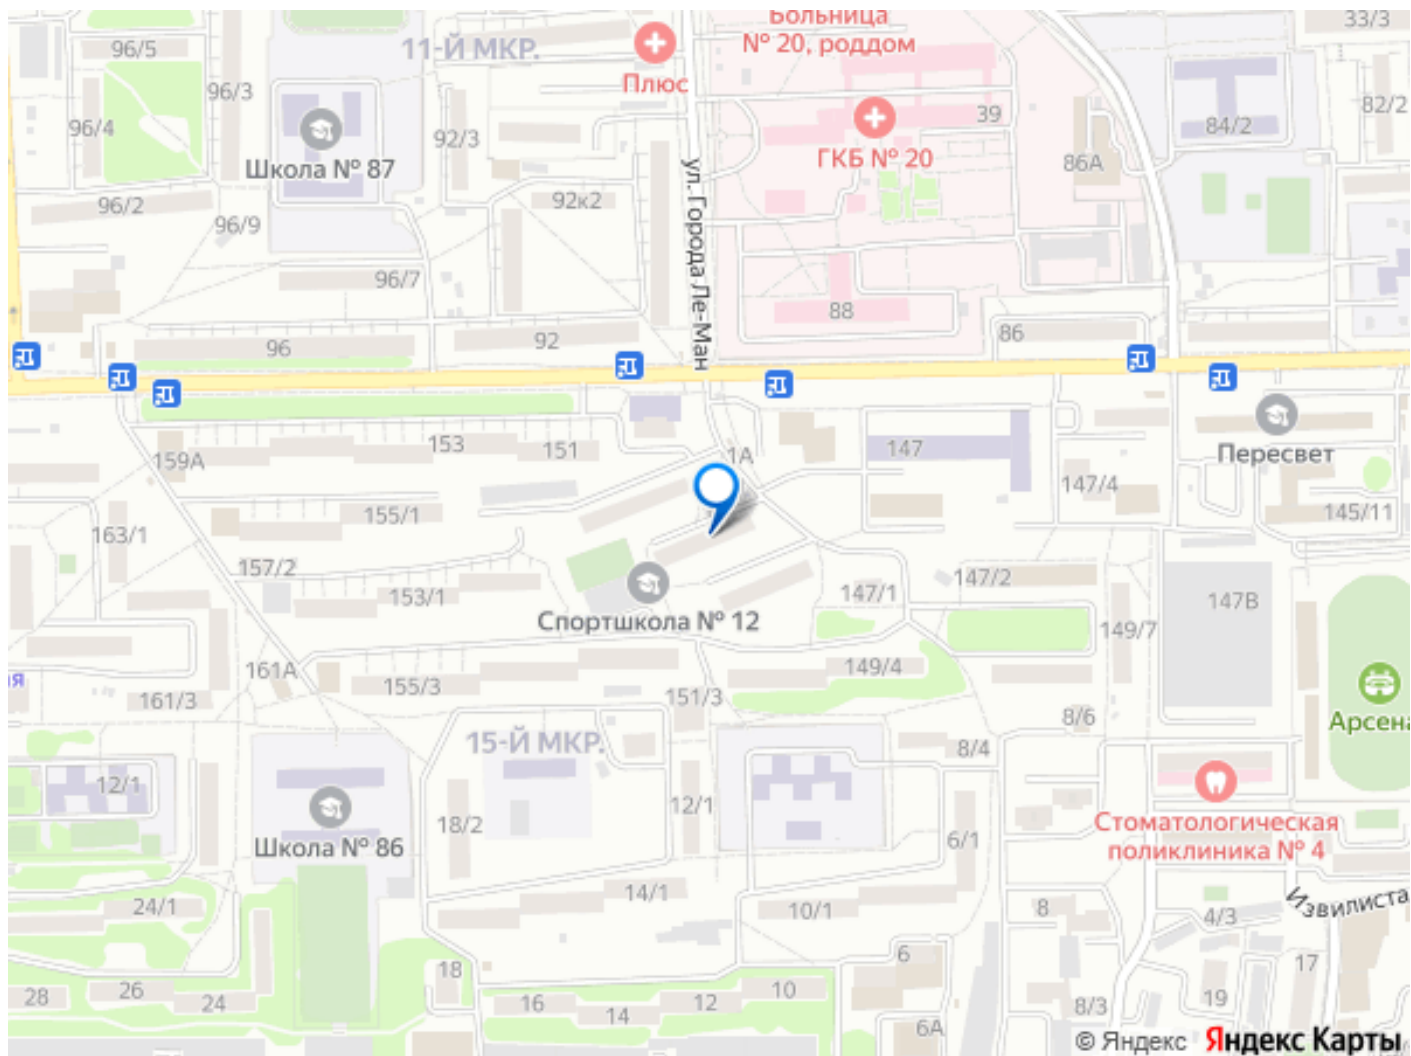 Больница
№ 20, роддом
33/3
96/5
11-Й МКР.
Плюс
96/3
82/2
96/4
92/3
39
84/2
ГКБ № 20
86А
Школа № 87
ул. Города Ле-Ман
96/2
92к2
96/9
96/7
88
86
96
92
153
151
147
1А
Пересвет
159А
147/4
155/1
145/11
163/1
157/2
153/1
147/1
147/2
147В
Спортшкола № 12
149/7
161А
149/4
ая
155/3
161/3
151/3
8/6
Арсена
15-Й МКР.
8/4
12/1
12/1
18/2
Стоматологическая
поликлиника № 4
6/1
Школа № 86
14/1
Извилиста
24/1
10/1
8
4/3
6
18
17
28
26
24
16
14
12
10
8/3
19
6А
© Яндекс Яндекс Карты